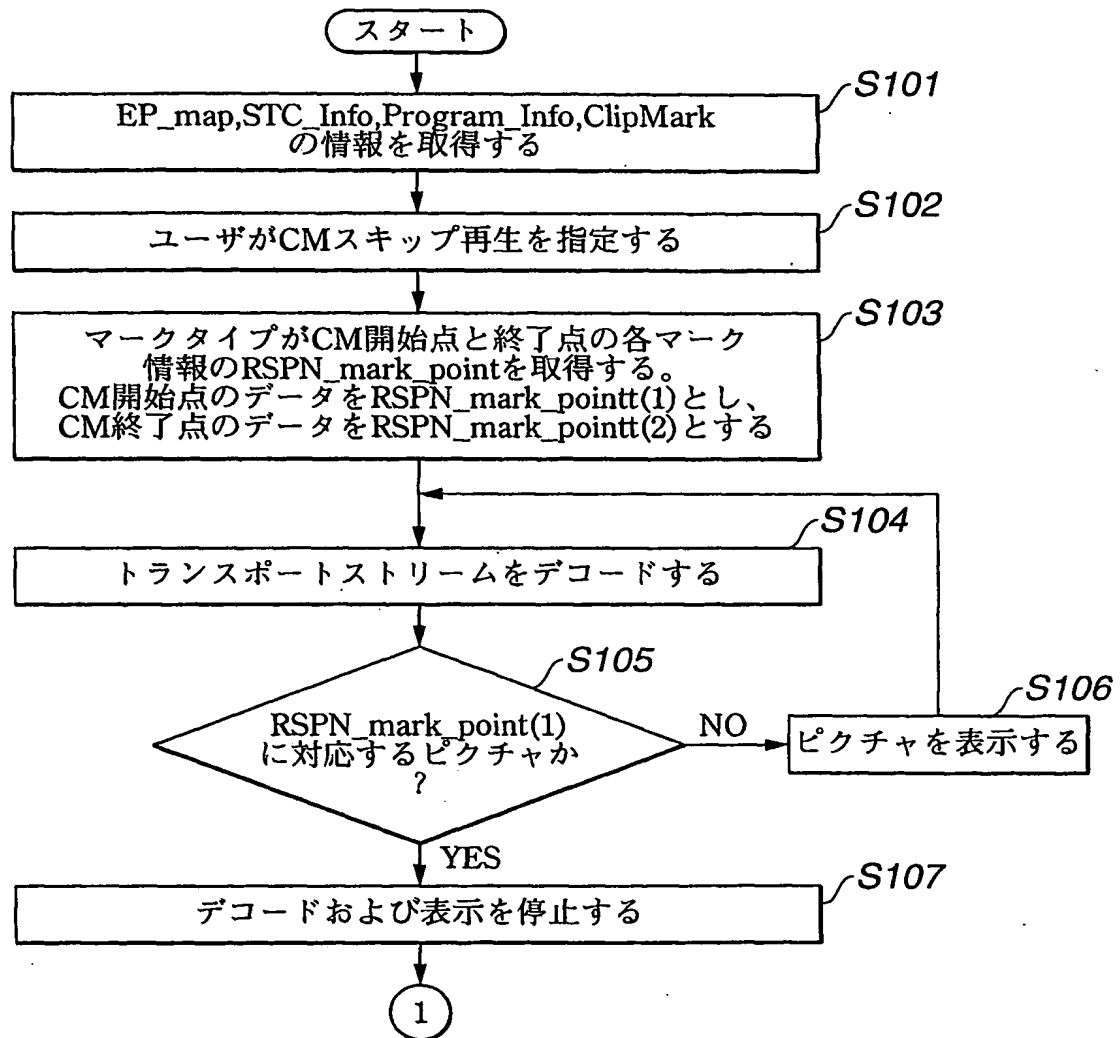 スタート
S101
EP_map,STC_Info,Program_Info,ClipMark
の情報を取得する
S102
ユーザがCMスキップ再生を指定する
S103
マークタイプがCM開始点と終了点の各マーク
情報のRSPN_mark_pointを取得する。
CM開始点のデータをRSPN_mark_pointt(1)とし、
CM終了点のデータをRSPN_mark_pointt(2)とする
S104
トランスポートストリームをデコードする
S105
RSPN_mark_point(1)
に対応するピクチャか
?
NO
S106
ピクチャを表示する
YES
S107
デコードおよび表示を停止する
1